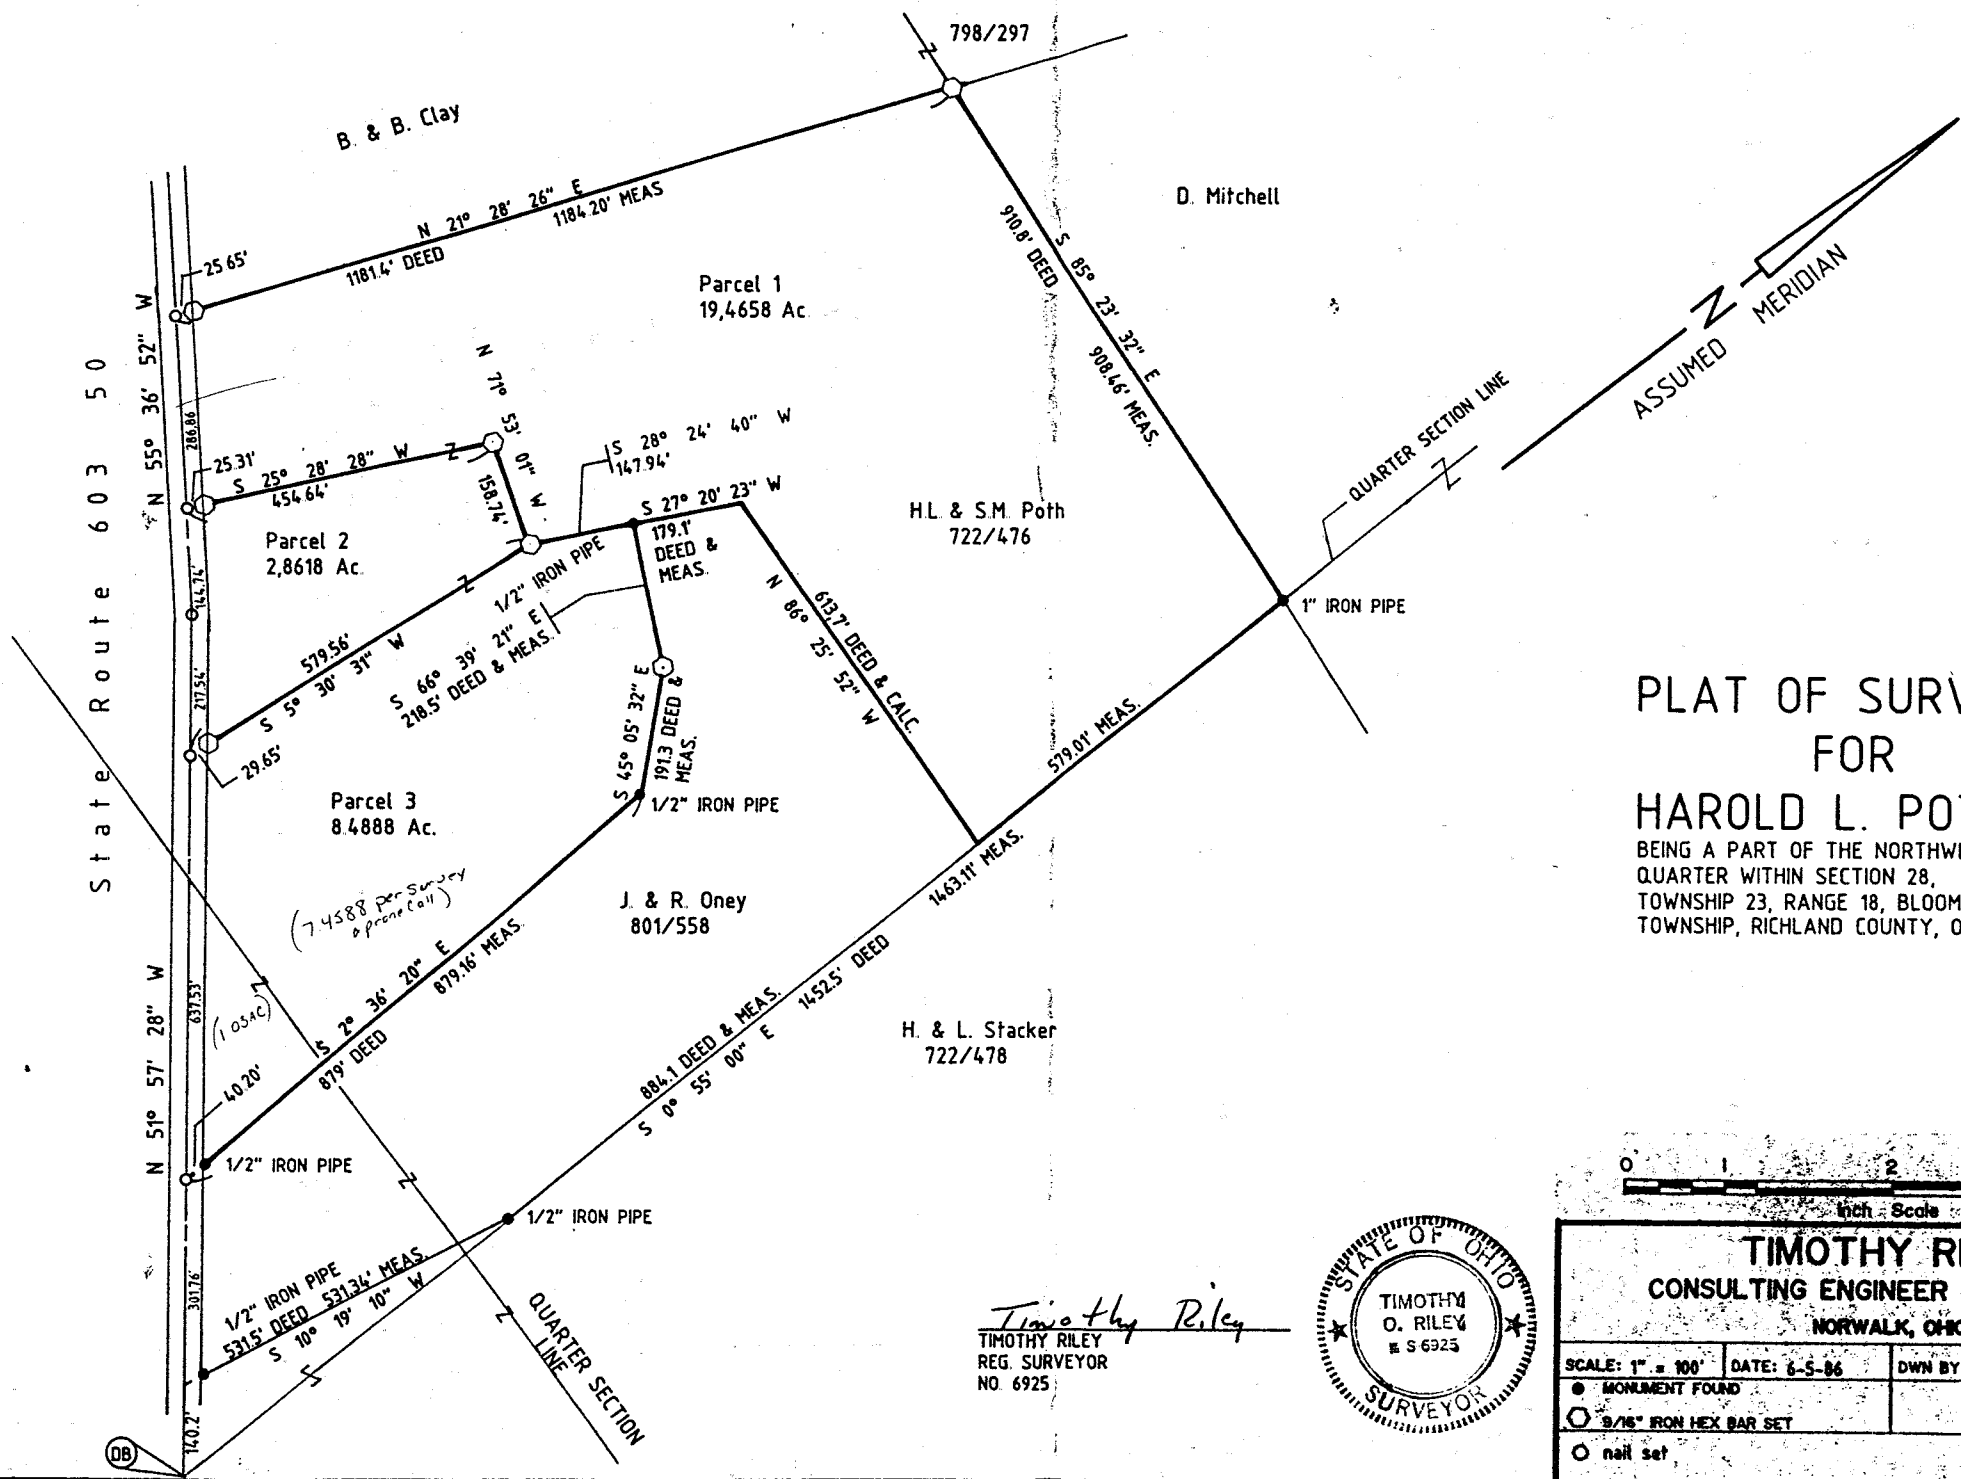 798/297
B. & B. Clay
N 21° 28' 26" E
1184.20' MEAS
1181.4' DEED
25.65'
D. Mitchell
910.8' DEED
S 85° 23' 32" E
908.46' MEAS.
Parcel 1
19,4658 Ac.
ASSUMED N MERIDIAN
QUARTER SECTION LINE
Z
State Route 603 50
N 55° 36' 52" W
286.86
25.31'
S 25° 28' 28" W
Z
454.64'
N 71° 53' 01" W
158.74'
S 28° 24' 40" W
147.94'
S 27° 20' 23" W
179.1'
DEED &
MEAS.
H.L. & S.M. Poth
722/476
Parcel 2
2,8618 Ac.
144.74'
1/2" IRON PIPE
Z
579.56'
S 5° 30' 31" W
S 66° 39' 21" E
218.5' DEED & MEAS.
613,7' DEED & CALC.
N 86° 25' 52" W
1" IRON PIPE
217.54'
29.65'
S 45° 05' 32" E
191.3 DEED &
MEAS.
579.01' MEAS.
1/2" IRON PIPE
Parcel 3
8.4888 Ac.
(7.4588 per survey
phone call)
PLAT OF SURV
FOR
HAROLD L. PO
BEING A PART OF THE NORTHWE
QUARTER WITHIN SECTION 28,
TOWNSHIP 23, RANGE 18, BLOOM
TOWNSHIP, RICHLAND COUNTY, O
J. & R. Oney
801/558
1463.11' MEAS.
1452.5' DEED
S 2° 36' 20" E
879.16' MEAS.
879' DEED
N 51° 57' 28" W
637.53'
(1.03AC)
40.20'
Z
884.1 DEED & MEAS.
S 0° 55' 00" E
H. & L. Stacker
722/478
1/2" IRON PIPE
Z
1/2" IRON PIPE
1/2" IRON PIPE
531.5' DEED 531.34' MEAS.
S 10° 19' 10" W
301.76'
Z
QUARTER SECTION
LINE
140.2'
DB
Timothy Riley
TIMOTHY RILEY
REG. SURVEYOR
NO. 6925
STATE OF OHIO
TIMOTHY
O. RILEY
S-6925
SURVEYOR
0 1 2
Inch Scale
TIMOTHY RI
CONSULTING ENGINEER
NORWALK, OHIO
SCALE: 1" = 100'
DATE: 6-5-86
DWN BY
MONUMENT FOUND
9/16" IRON HEX BAR SET
nail set